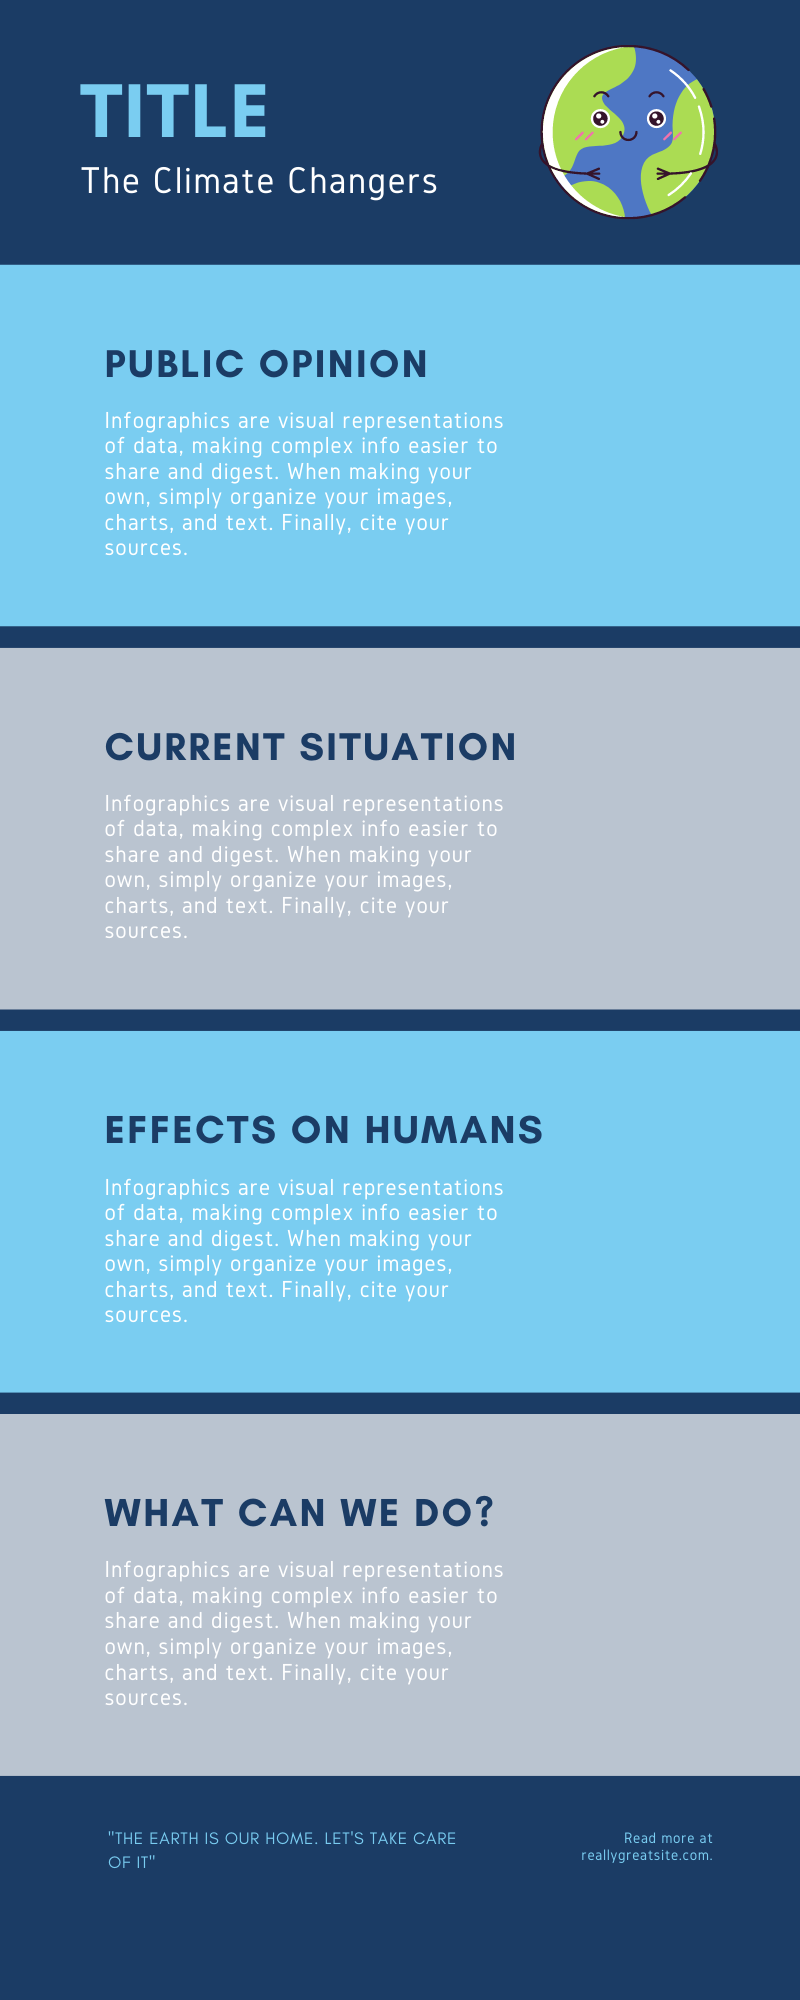 TITLE
The Climate Changers
PUBLIC OPINION
Infographics are visual representations
of data, making complex info easier to
share and digest. When making your
own, simply organize your images,
charts, and text. Finally, cite your
sources.
CURRENT SITUATION
Infographics are visual representations
of data, making complex info easier to
share and digest. When making your
own, simply organize your images,
charts, and text. Finally, cite your
sources.
EFFECTS ON HUMANS
Infographics are visual representations
of data, making complex info easier to
share and digest. When making your
own, simply organize your images,
charts, and text. Finally, cite your
sources.
WHAT CAN WE DO?
Infographics are visual representations
of data, making complex info easier to
share and digest. When making your
own, simply organize your images,
charts, and text. Finally, cite your
sources.
"THE EARTH IS OUR HOME. LET'S TAKE CARE
OF IT"
Read more at
reallygreatsite.com.